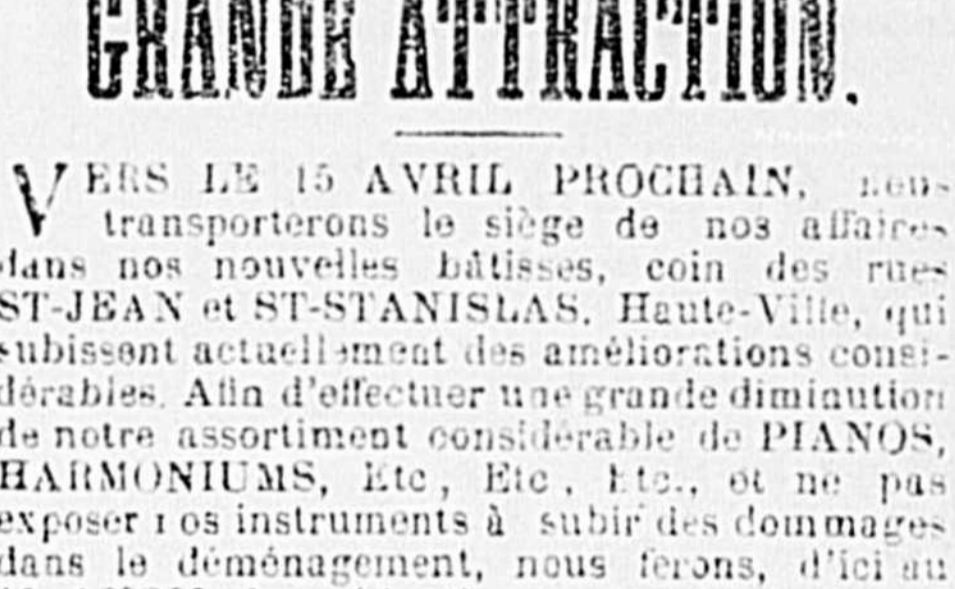 GRANDE ATTRACTION.
VERS LE 15 AVRIL PROCHAIN, nous
transporterons le siège de nos affaires
dans nos nouvelles bâtisses, coin des rues
ST-JEAN et ST-STANISLAS, Haute-Ville, qui
subissent actuellement des améliorations consi-
dérables. Afin d'effectuer une grande diminution
de notre assortiment considérable de PIANOS,
HARMONIUMS, Etc, Etc, Etc., et ne pas
exposer nos instruments à subir des dommages
dans le déménagement, nous ferons, d'ici au